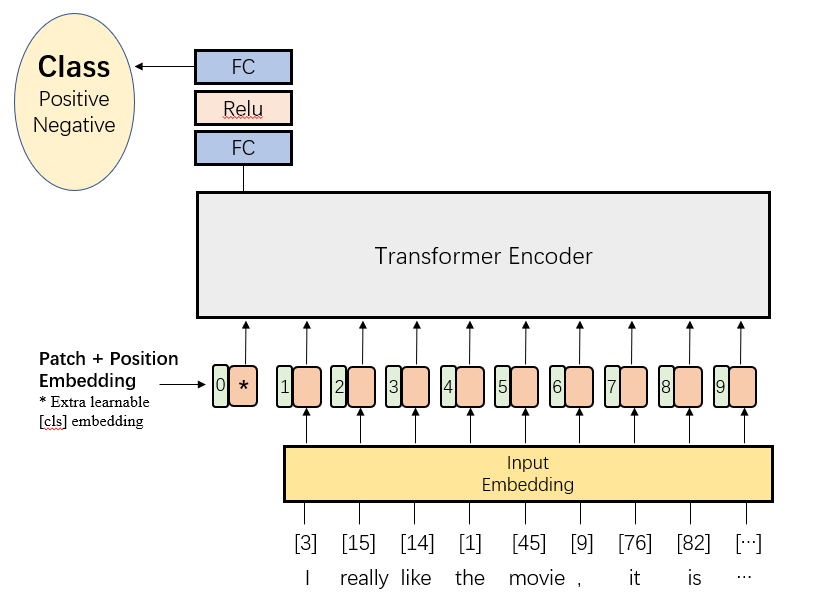 Class
Positive
Negative
FC
Relu
FC
Transformer Encoder
Patch + Position
Embedding
* Extra learnable
[cls] embedding
0 * 1 2 3 4 5 6 7 8 9
Input
Embedding
[3] [15] [14] [1] [45] [9] [76] [82] [···]
I really like the movie , it is ···